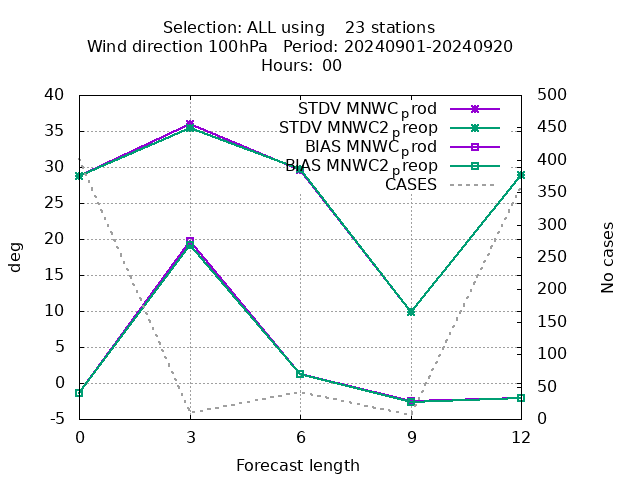 Selection: ALL using    23 stations
Wind direction 100hPa   Period: 20240901-20240920
Hours: 00
STDV MNWC_prod
STDV MNWC2_preop
BIAS MNWC_prod
BIAS MNWC2_preop
CASES
40
35
30
25
20
15
10
5
0
-5
deg
500
450
400
350
300
250
200
150
100
50
0
No cases
0 3 6 9 12
Forecast length